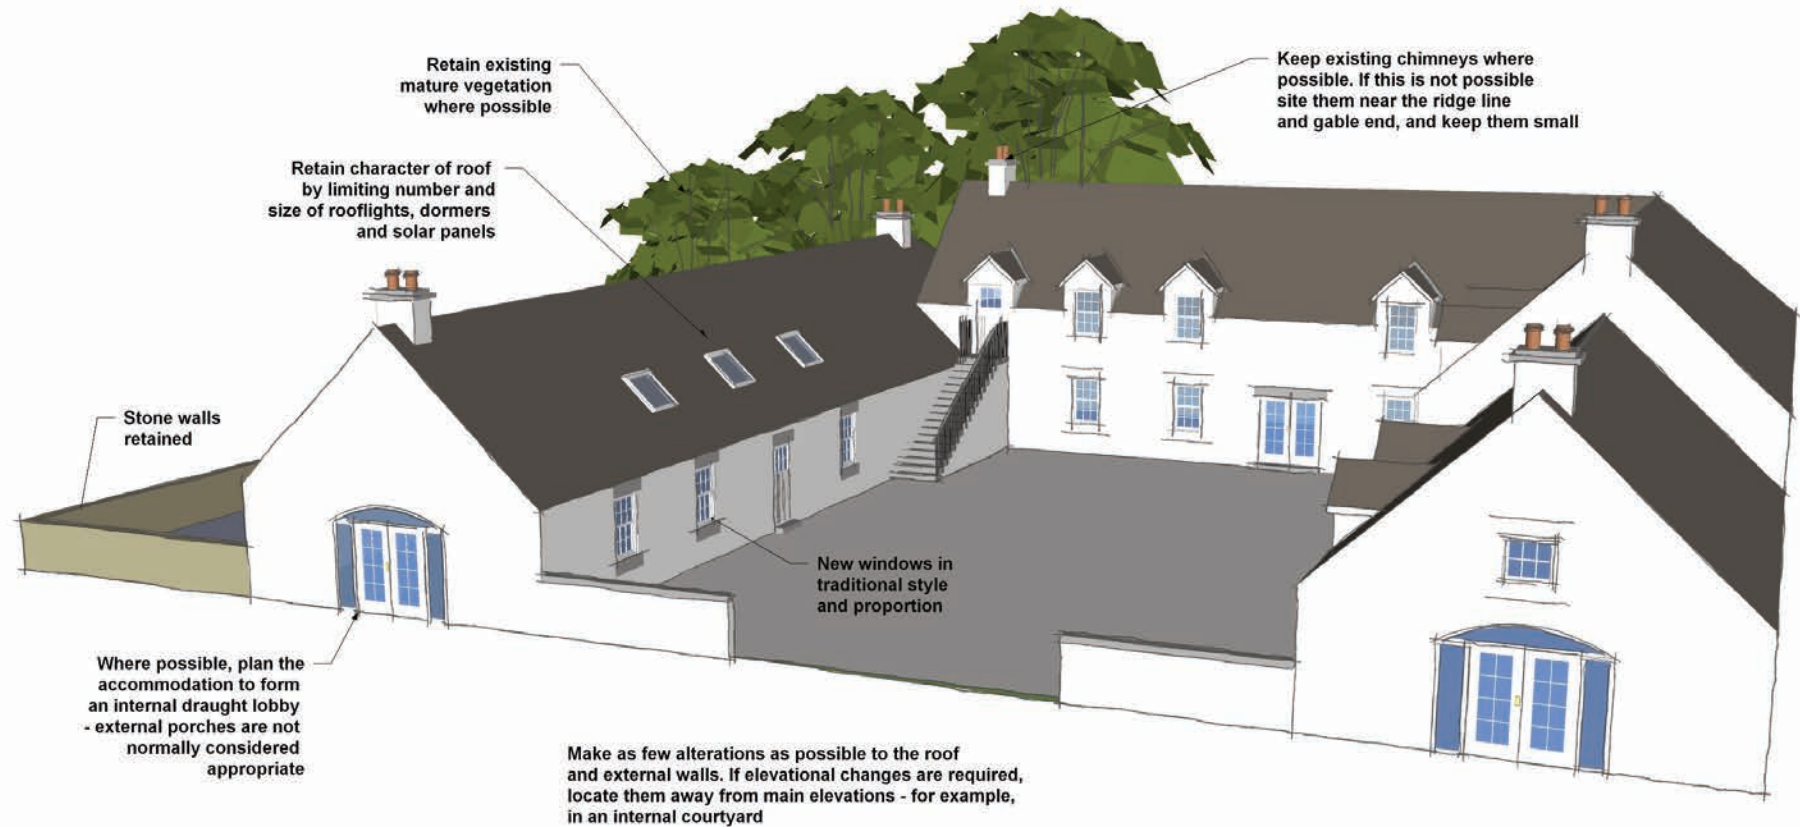 Retain existing
mature vegetation
where possible
Keep existing chimneys where
possible. If this is not possible
site them near the ridge line
and gable end, and keep them small
Retain character of roof
by limiting number and
size of rooflights, dormers
and solar panels
Stone walls
retained
New windows in
traditional style
and proportion
Where possible, plan the
accommodation to form
an internal draught lobby
- external porches are not
normally considered
appropriate
Make as few alterations as possible to the roof
and external walls. If elevational changes are required,
locate them away from main elevations - for example,
in an internal courtyard